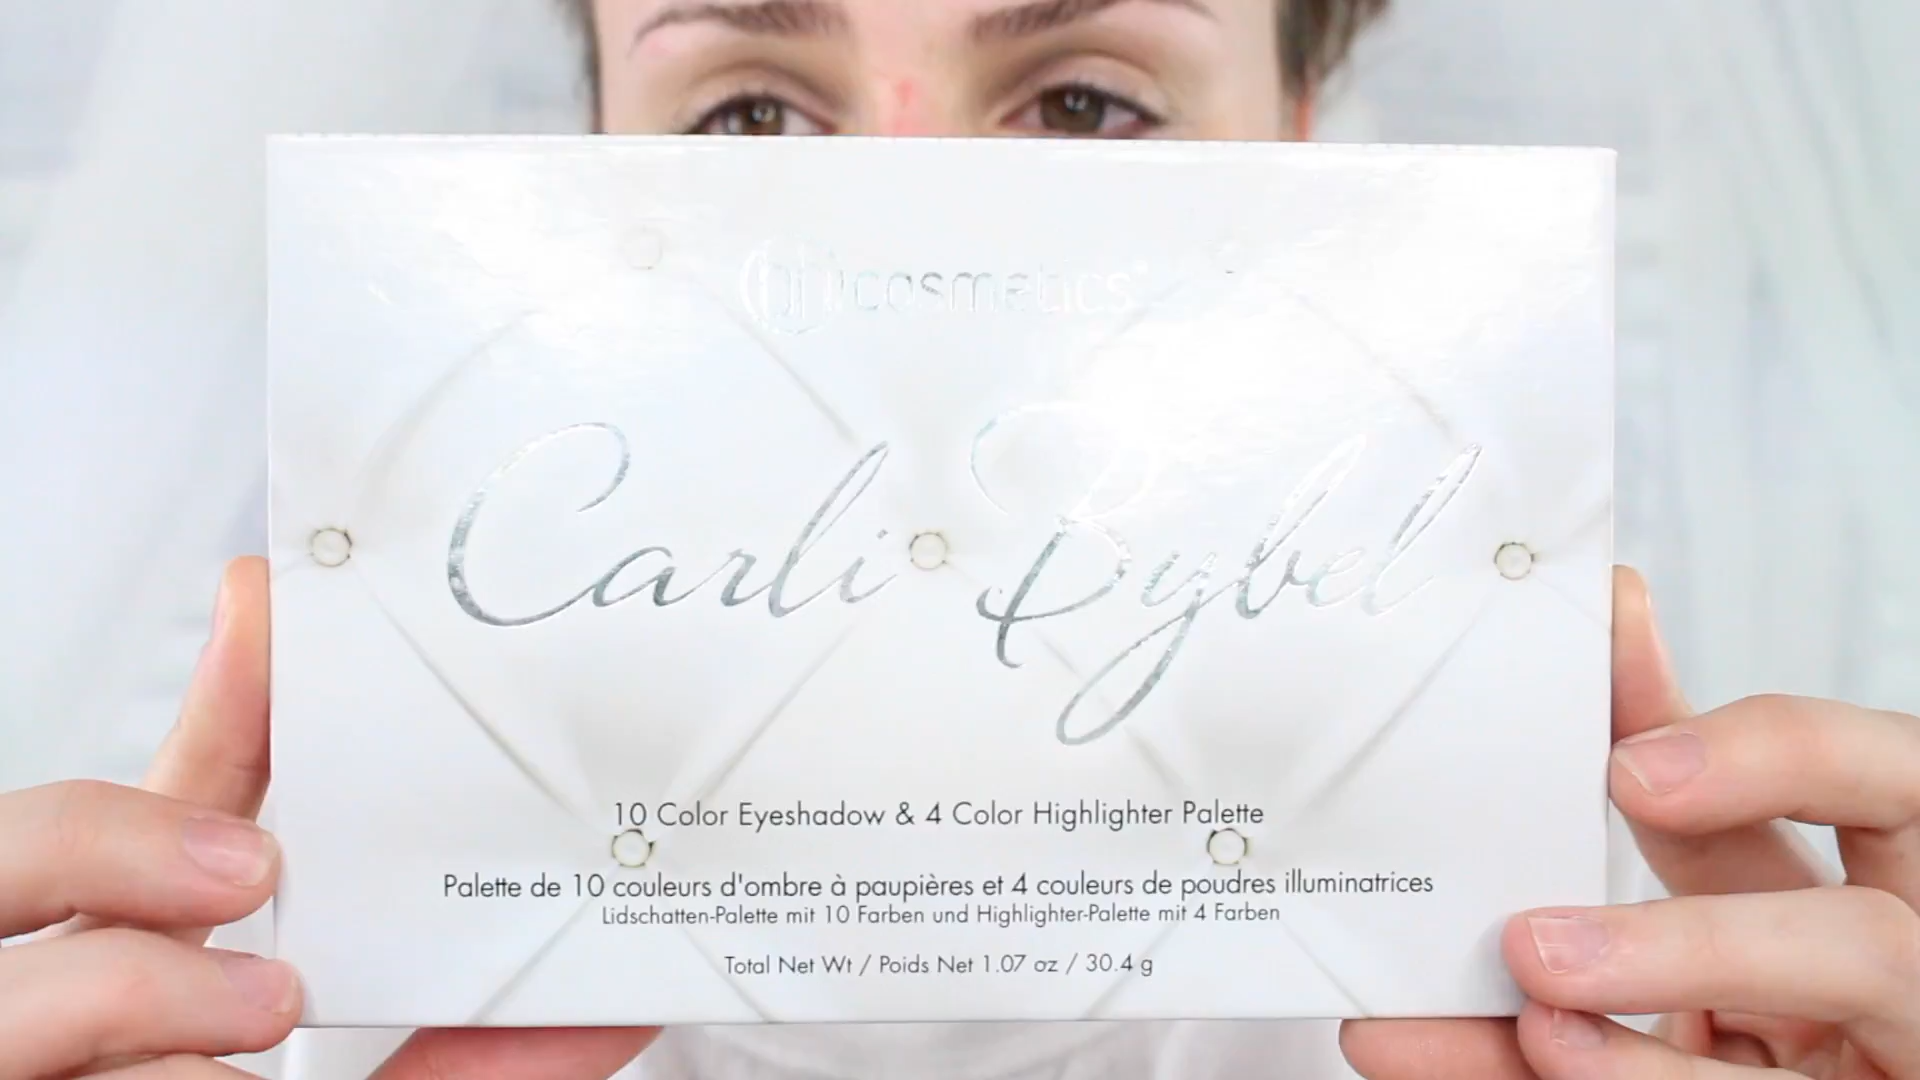 bh cosmetics
Carli Bybel
10 Color Eyeshadow & 4 Color Highlighter Palette
Palette de 10 couleurs d'ombre à paupières et 4 couleurs de poudres illuminatrices
Lidschatten-Palette mit 10 Farben und Highlighter-Palette mit 4 Farben
Total Net Wt / Poids Net 1.07 oz / 30.4 g